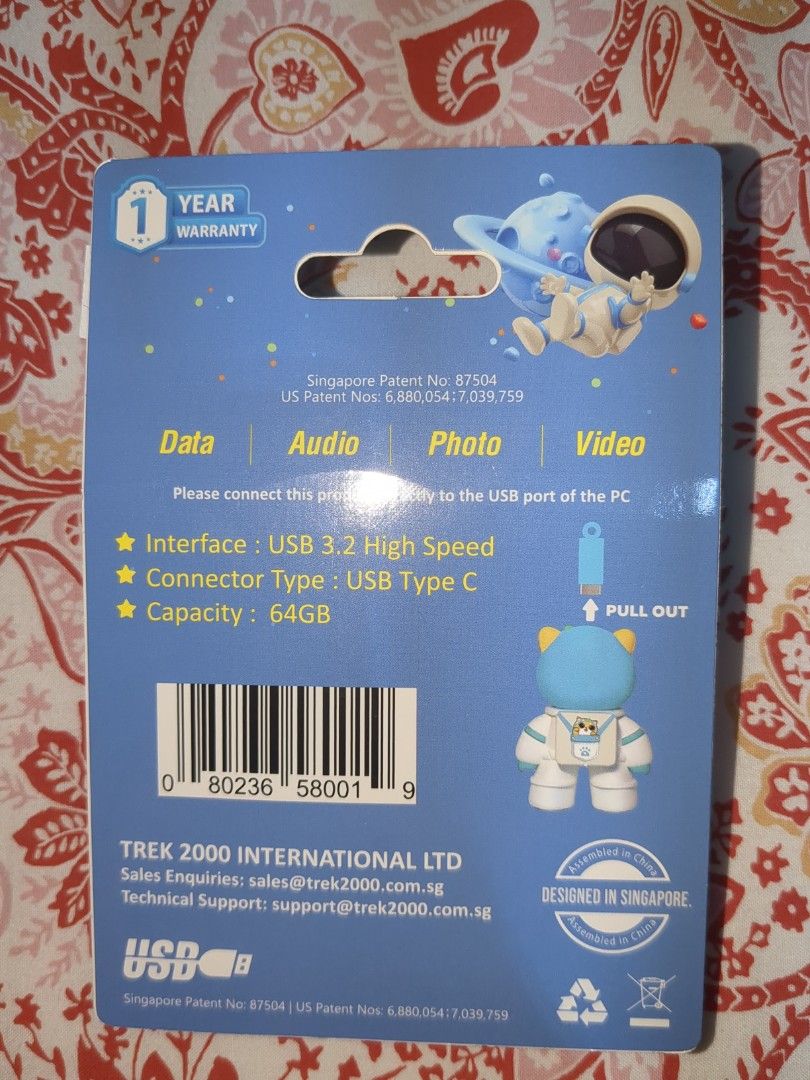 1 YEAR
WARRANTY
Singapore Patent No: 87504
US Patent Nos: 6,880,054;7,039,759
Data Audio Photo Video
Please connect this to the USB port of the PC
Interface : USB 3.2 High Speed
Connector Type : USB Type C
Capacity : 64GB
PULL OUT
0 80236 58001 9
TREK 2000 INTERNATIONAL LTD
Sales Enquiries: sales@trek2000.com.sg
Technical Support: support@trek2000.com.sg
Assembled in China
DESIGNED IN SINGAPORE.
Assembled in China
USB
Singapore Patent No: 87504 | US Patent Nos: 6,880,054;7,039,759